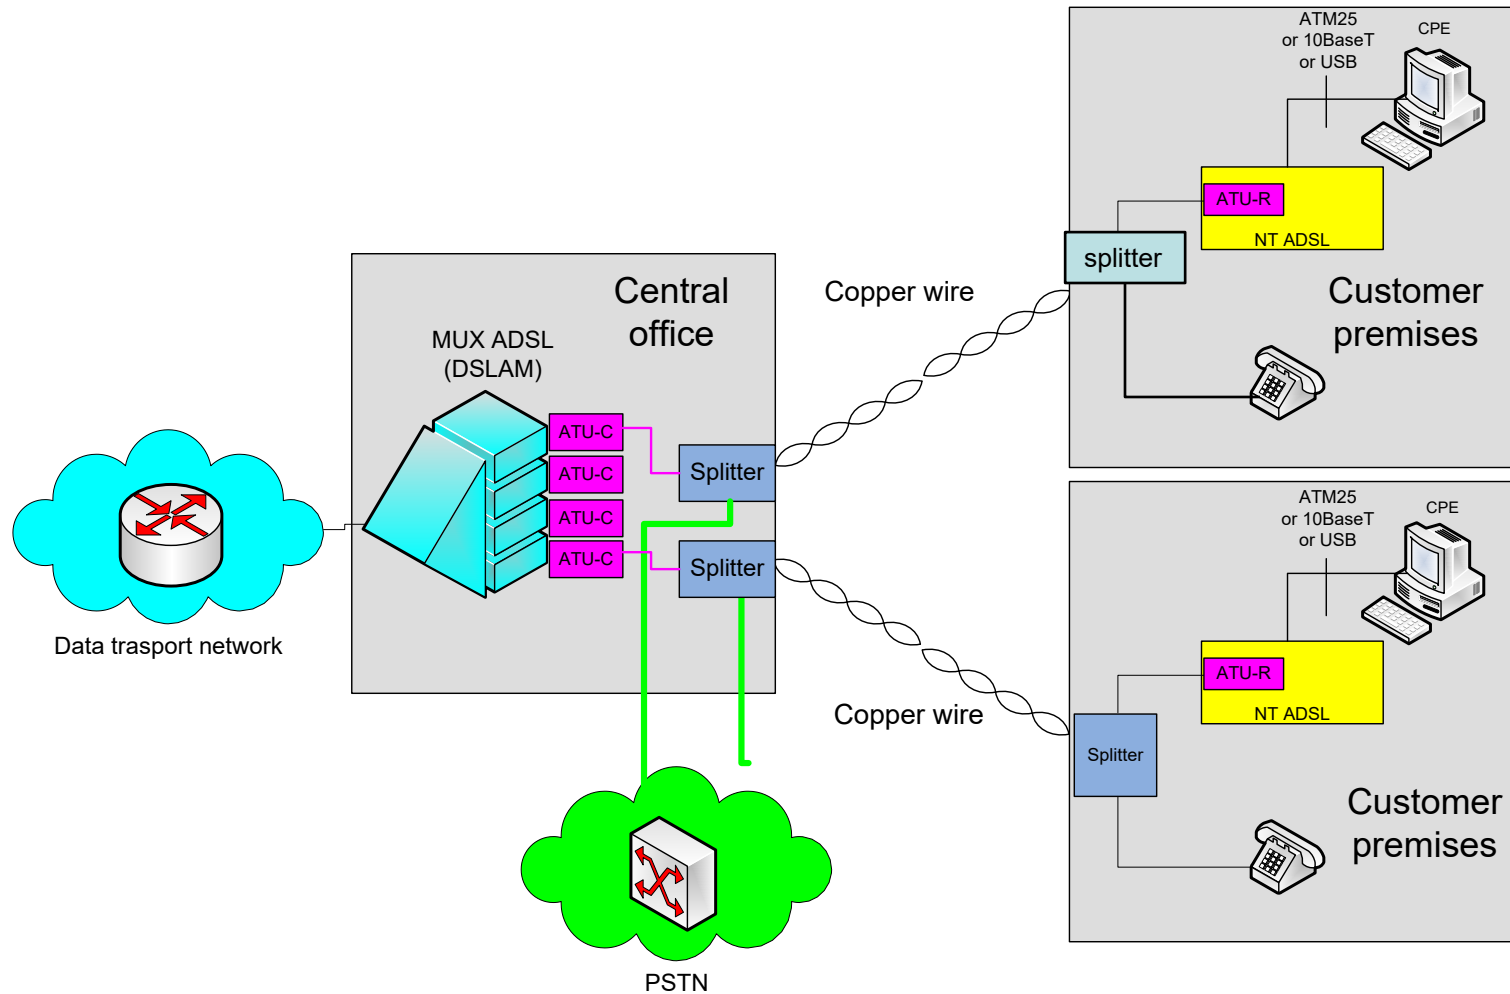 ATM25
or 10BaseT
or USB
CPE
ATU-R
NT ADSL
splitter
Customer
premises
Copper wire
Central
office
MUX ADSL
(DSLAM)
ATU-C
ATU-C
ATU-C
ATU-C
Splitter
Splitter
Data trasport network
Copper wire
ATM25
or 10BaseT
or USB
CPE
ATU-R
NT ADSL
Splitter
Customer
premises
PSTN